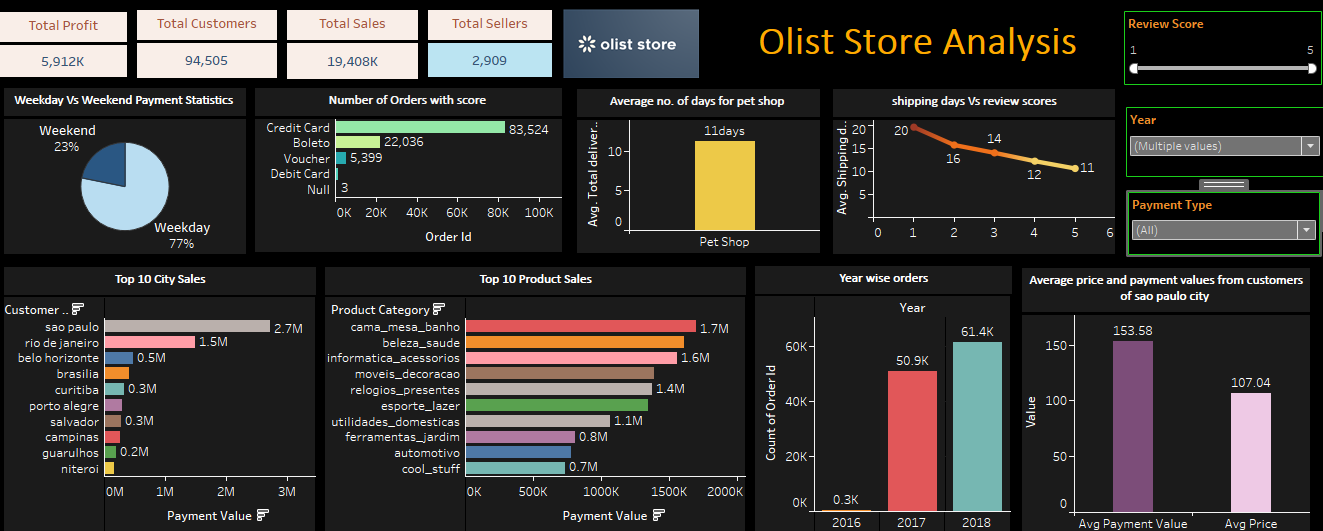 Total Profit
5,912K
Total Customers
94,505
Total Sales
19,408K
Total Sellers
2,909
olist store
Olist Store Analysis
Review Score
1 5
Year
(Multiple values)
Payment Type
(All)
Weekday Vs Weekend Payment Statistics
Weekend
23%
Weekday
77%
Number of Orders with score
Credit Card 83,524
Boleto 22,036
Voucher 5,399
Debit Card
Null 3
0K 20K 40K 60K 80K 100K
Order Id
Average no. of days for pet shop
Avg. Total deliver..
11days
10
5
0
Pet Shop
shipping days Vs review scores
Avg. Shipping d..
20
15
10
5
20
16
14
12
11
0 1 2 3 4 5 6
Top 10 City Sales
Customer ..
sao paulo 2.7M
rio de janeiro 1.5M
belo horizonte 0.5M
brasilia
curitiba 0.3M
porto alegre
salvador 0.3M
campinas
guarulhos 0.2M
niteroi
0M 1M 2M 3M
Payment Value
Top 10 Product Sales
Product Category
cama_mesa_banho 1.7M
beleza_saude
informatica_acessorios 1.6M
moveis_decoracao
relogios_presentes 1.4M
esporte_lazer
utilidades_domesticas 1.1M
ferramentas_jardim 0.8M
automotivo
cool_stuff 0.7M
0K 500K 1000K 1500K 2000K
Payment Value
Year wise orders
Year
Count of Order Id
60K
40K
20K
0K
0.3K
50.9K
61.4K
2016 2017 2018
Average price and payment values from customers
of sao paulo city
Value
150
100
50
0
153.58
107.04
Avg Payment Value Avg Price